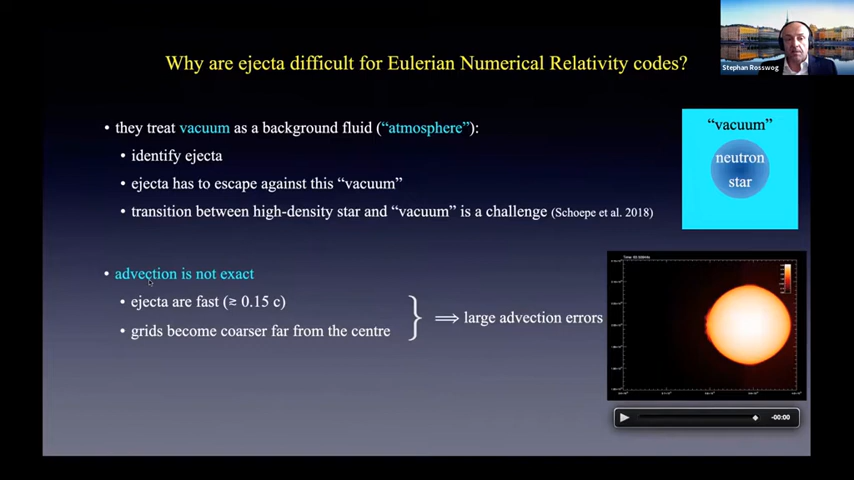 Why are ejecta difficult for Eulerian Numerical Relativity codes?
Stephan Rosswog
• they treat vacuum as a background fluid (“atmosphere”):
• identify ejecta
• ejecta has to escape against this “vacuum”
• transition between high-density star and “vacuum” is a challenge (Schoepe et al. 2018)
“vacuum”
neutron
star
• advection is not exact
• ejecta are fast (≳ 0.15 c)
• grids become coarser far from the centre
⟹ large advection errors
-00:00